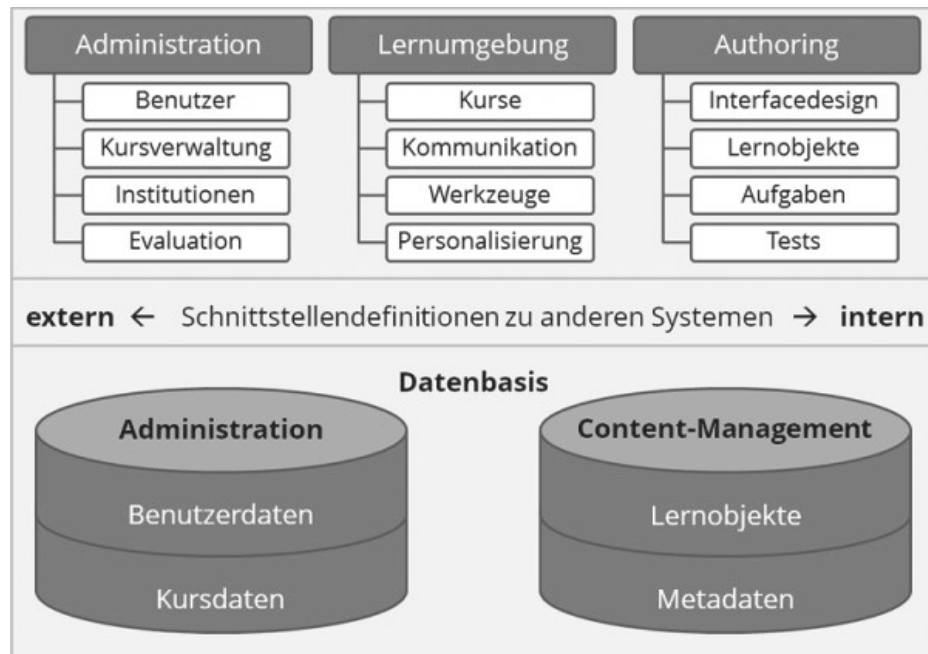 Administration
Benutzer
Kursverwaltung
Institutionen
Evaluation
Lernumgebung
Kurse
Kommunikation
Werkzeuge
Personalisierung
Authoring
Interfacedesign
Lernobjekte
Aufgaben
Tests
extern ← Schnittstellendefinitionen zu anderen Systemen → intern
Datenbasis
Administration
Benutzerdaten
Kursdaten
Content-Management
Lernobjekte
Metadaten